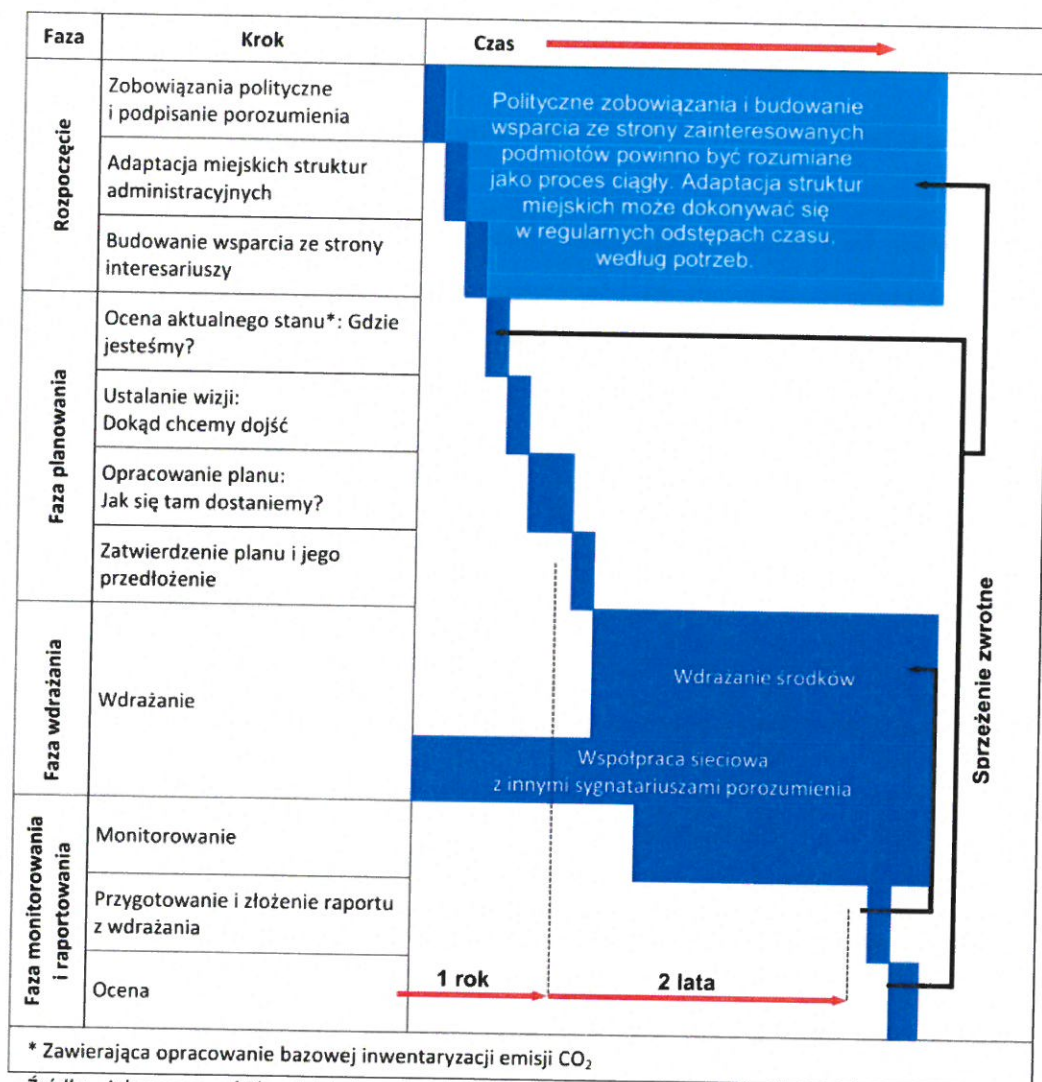 Faza
Krok
Czas
Rozpoczęcie
Zobowiązania polityczne
i podpisanie porozumienia
Polityczne zobowiązania i budowanie
wsparcia ze strony zainteresowanych
podmiotów powinno być rozumiane
jako proces ciągły. Adaptacja struktur
miejskich może dokonywać się
w regularnych odstępach czasu,
według potrzeb.
Adaptacja miejskich struktur
administracyjnych
Budowanie wsparcia ze strony
interesariuszy
Faza planowania
Ocena aktualnego stanu*: Gdzie
jesteśmy?
Ustalanie wizji:
Dokąd chcemy dojść
Opracowanie planu:
Jak się tam dostaniemy?
Zatwierdzenie planu i jego
przedłożenie
Faza wdrażania
Wdrażanie
Wdrażanie środków
Współpraca sieciowa
z innymi sygnatariuszami porozumienia
Sprzężenie zwrotne
Faza monitorowania
i raportowania
Monitorowanie
Przygotowanie i złożenie raportu
z wdrażania
Ocena
1 rok
2 lata
* Zawierająca opracowanie bazowej inwentaryzacji emisji CO₂